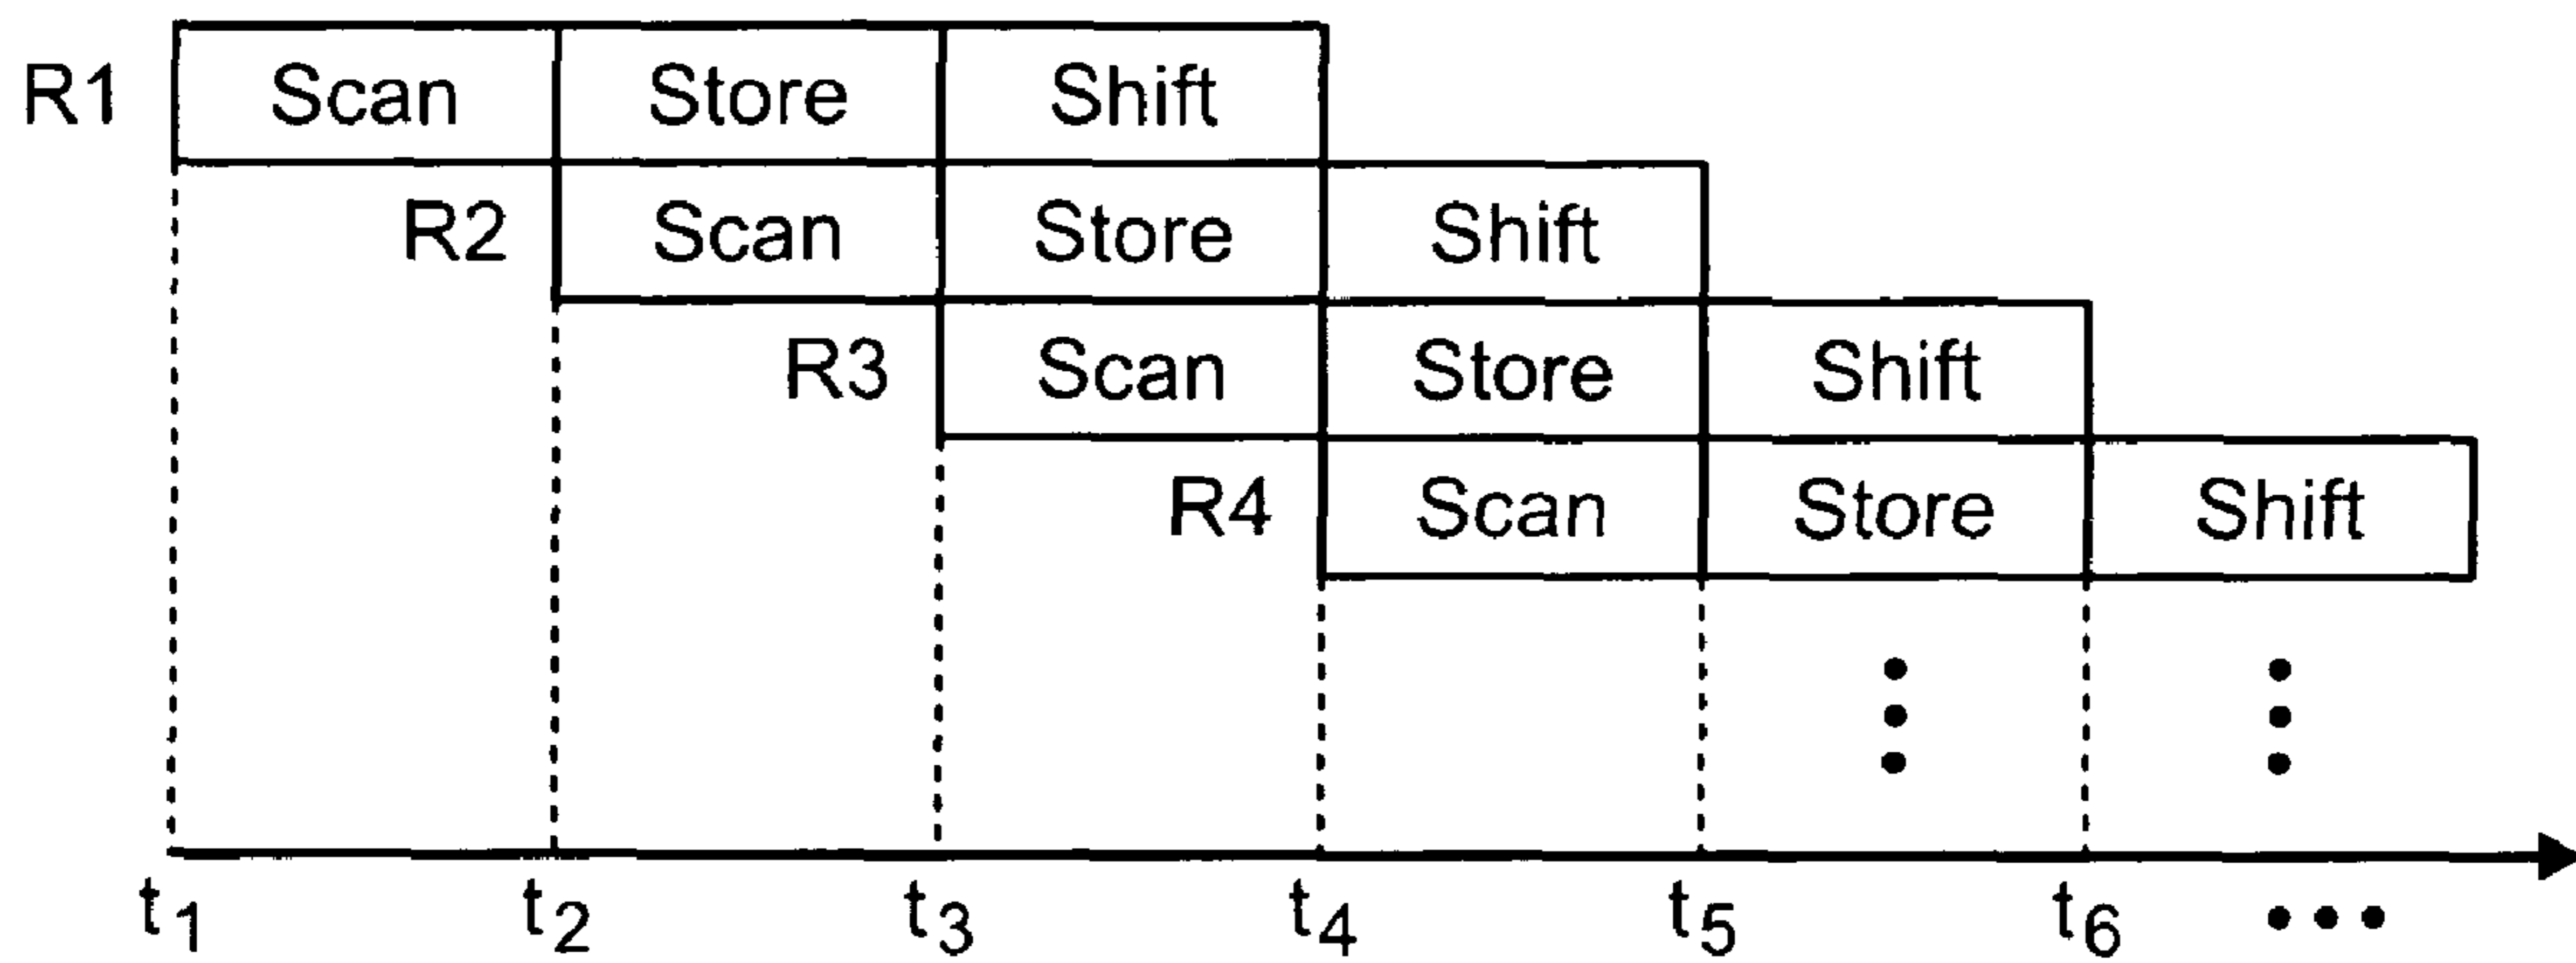 R1 Scan Store Shift
R2 Scan Store Shift
R3 Scan Store Shift
R4 Scan Store Shift
t1 t2 t3 t4 t5 t6 •••